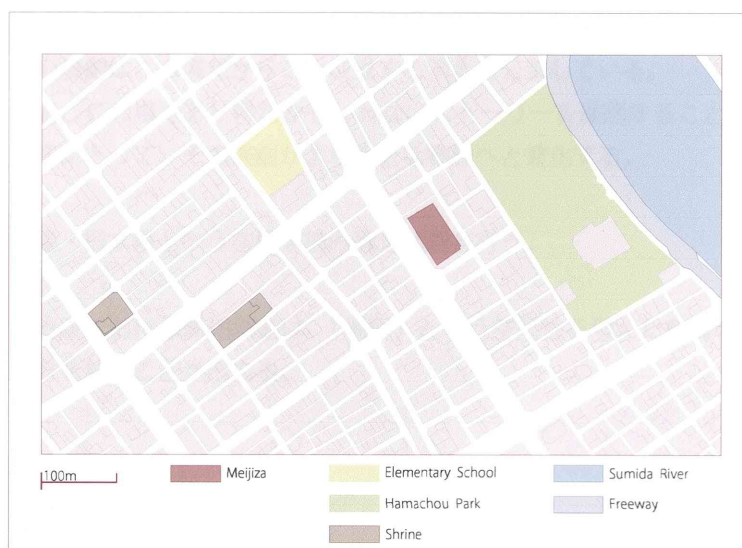 100m
Meijiza
Elementary School
Sumida River
Hamachou Park
Freeway
Shrine